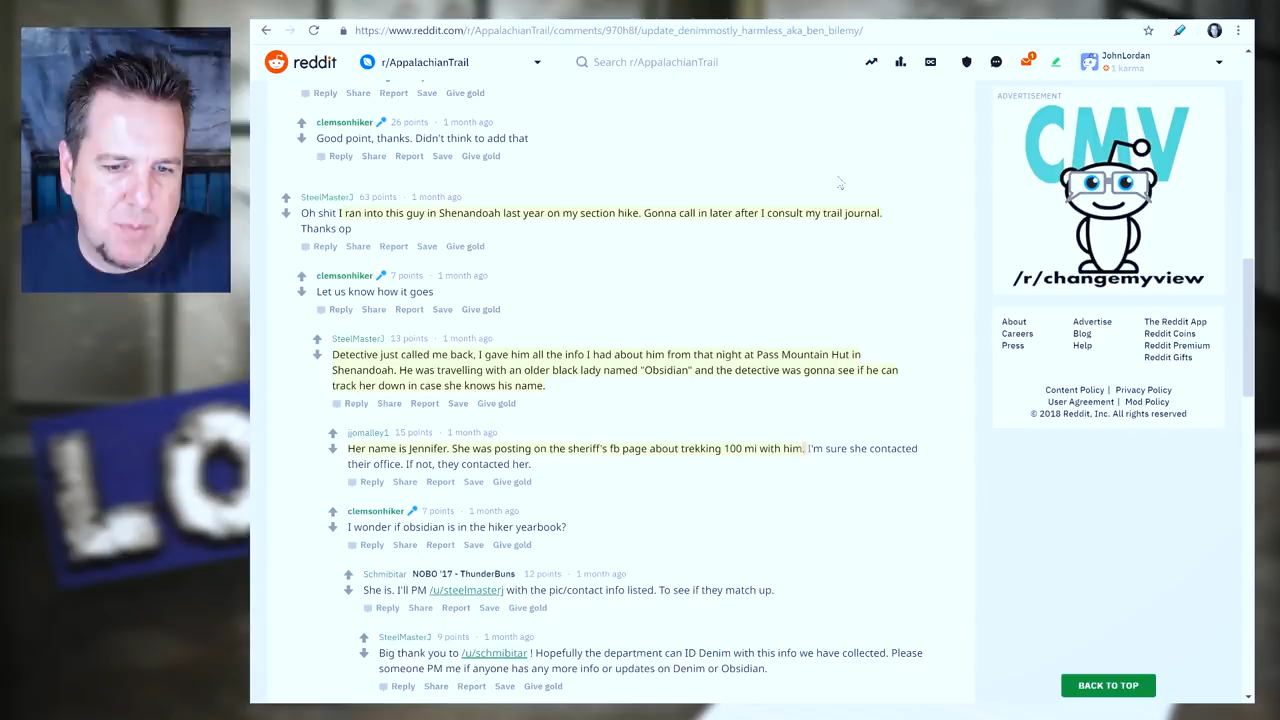 https://www.reddit.com/r/AppalachianTrail/comments/970h8f/update_denimmostly_harmless_aka_ben_bilemy/
reddit
r/AppalachianTrail
Search r/AppalachianTrail
1
JohnLordan
1 karma
Reply Share Report Save Give gold
clemsonhiker 26 points · 1 month ago
Good point, thanks. Didn't think to add that
Reply Share Report Save Give gold
SteelMasterJ 63 points · 1 month ago
Oh shit I ran into this guy in Shenandoah last year on my section hike. Gonna call in later after I consult my trail journal.
Thanks op
Reply Share Report Save Give gold
clemsonhiker 7 points · 1 month ago
Let us know how it goes
Reply Share Report Save Give gold
SteelMasterJ 13 points · 1 month ago
Detective just called me back, I gave him all the info I had about him from that night at Pass Mountain Hut in
Shenandoah. He was travelling with an older black lady named "Obsidian" and the detective was gonna see if he can
track her down in case she knows his name.
Reply Share Report Save Give gold
jjomalley1 15 points · 1 month ago
Her name is Jennifer. She was posting on the sheriff's fb page about trekking 100 mi with him. I'm sure she contacted
their office. If not, they contacted her.
Reply Share Report Save Give gold
clemsonhiker 7 points · 1 month ago
I wonder if obsidian is in the hiker yearbook?
Reply Share Report Save Give gold
Schmibitar NOBO '17 - ThunderBuns 12 points · 1 month ago
She is. I'll PM /u/steelmasterj with the pic/contact info listed. To see if they match up.
Reply Share Report Save Give gold
SteelMasterJ 9 points · 1 month ago
Big thank you to /u/schmibitar ! Hopefully the department can ID Denim with this info we have collected. Please
someone PM me if anyone has any more info or updates on Denim or Obsidian.
Reply Share Report Save Give gold
ADVERTISEMENT
CMV
/r/changemyview
About Advertise The Reddit App
Careers Blog Reddit Coins
Press Help Reddit Premium
Reddit Gifts
Content Policy | Privacy Policy
User Agreement | Mod Policy
© 2018 Reddit, Inc. All rights reserved
BACK TO TOP
LO